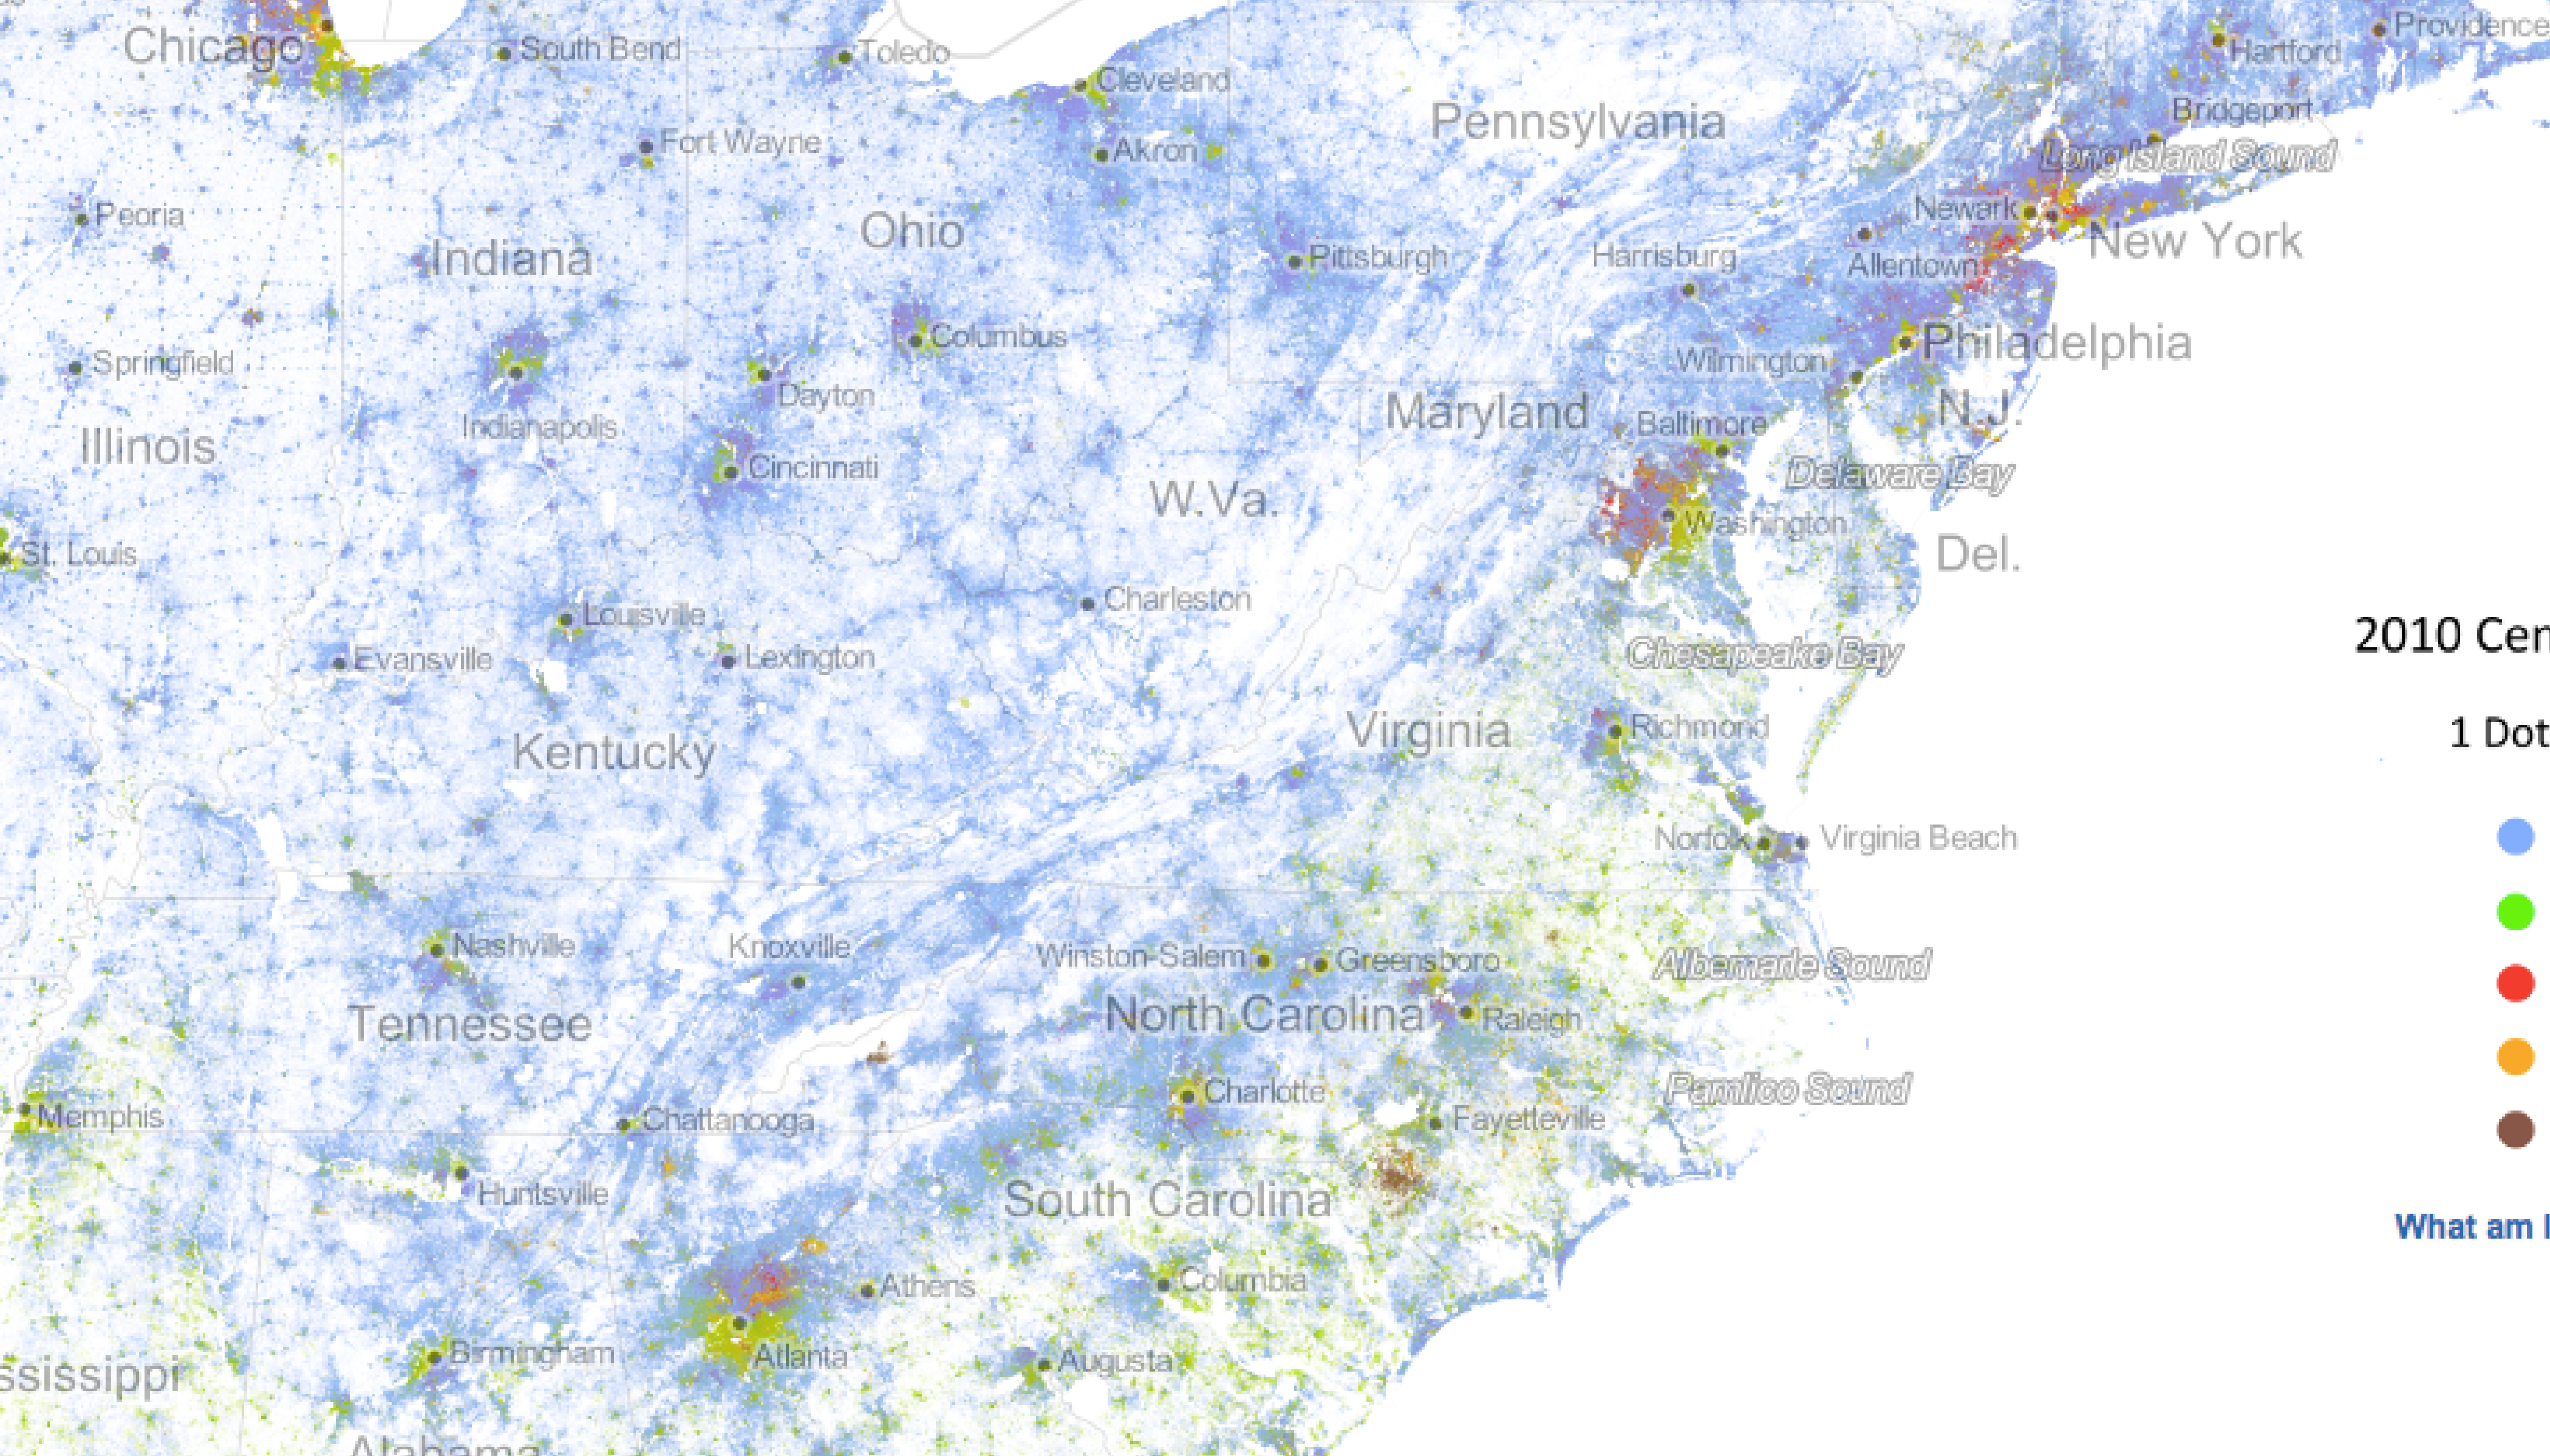 Chicago
South Bend
Toledo
Cleveland
Providence
Hartford
Pennsylvania
Bridgeport
Long Island Sound
Fort Wayne
Akron
Peoria
Newark
New York
Ohio
Indiana
Pittsburgh
Harrisburg
Allentown
Columbus
Philadelphia
Springfield
Wilmington
Dayton
Maryland
N.J.
Baltimore
Indianapolis
Illinois
Cincinnati
Delaware Bay
W.Va.
Washington
St. Louis
Del.
Charleston
Louisville
2010 Cen
Evansville
Lexington
Chesapeake Bay
Virginia
Richmond
1 Dot
Kentucky
Norfolk
Virginia Beach
Nashville
Knoxville
Winston-Salem
Greensboro
Albemarle Sound
Tennessee
North Carolina
Raleigh
Memphis
Chattanooga
Charlotte
Fayetteville
Pamlico Sound
Huntsville
South Carolina
What am I
Athens
Columbia
Birmingham
Atlanta
Augusta
ssissippi
Alabama